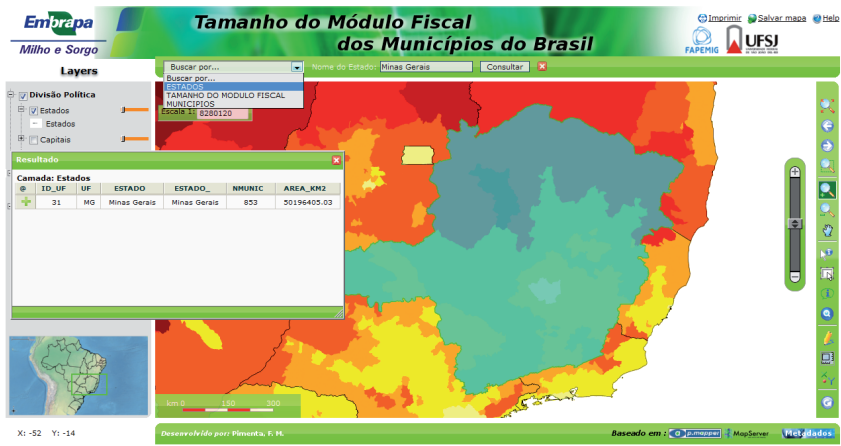 Embrapa
Milho e Sorgo
Tamanho do Módulo Fiscal
dos Municípios do Brasil
Imprimir Salvar mapa Help
FAPEMIG UFSJ
Layers
Buscar por... Nome do Estado: Minas Gerais Consultar
Buscar por...
ESTADOS
TAMANHO DO MODULO FISCAL
MUNICIPIOS
Escala 1: 8280120
Divisão Política
Estados
Estados
Capitais
Resultado
Camada: Estados
@ ID_UF UF ESTADO ESTADO_ NMUNIC AREA_KM2
31 MG Minas Gerais Minas Gerais 853 50196405.03
km 0 150 300
X: -52 Y: -14
Desenvolvido por: Pimenta, F. M.
Baseado em : p.mapper MapServer Metadados